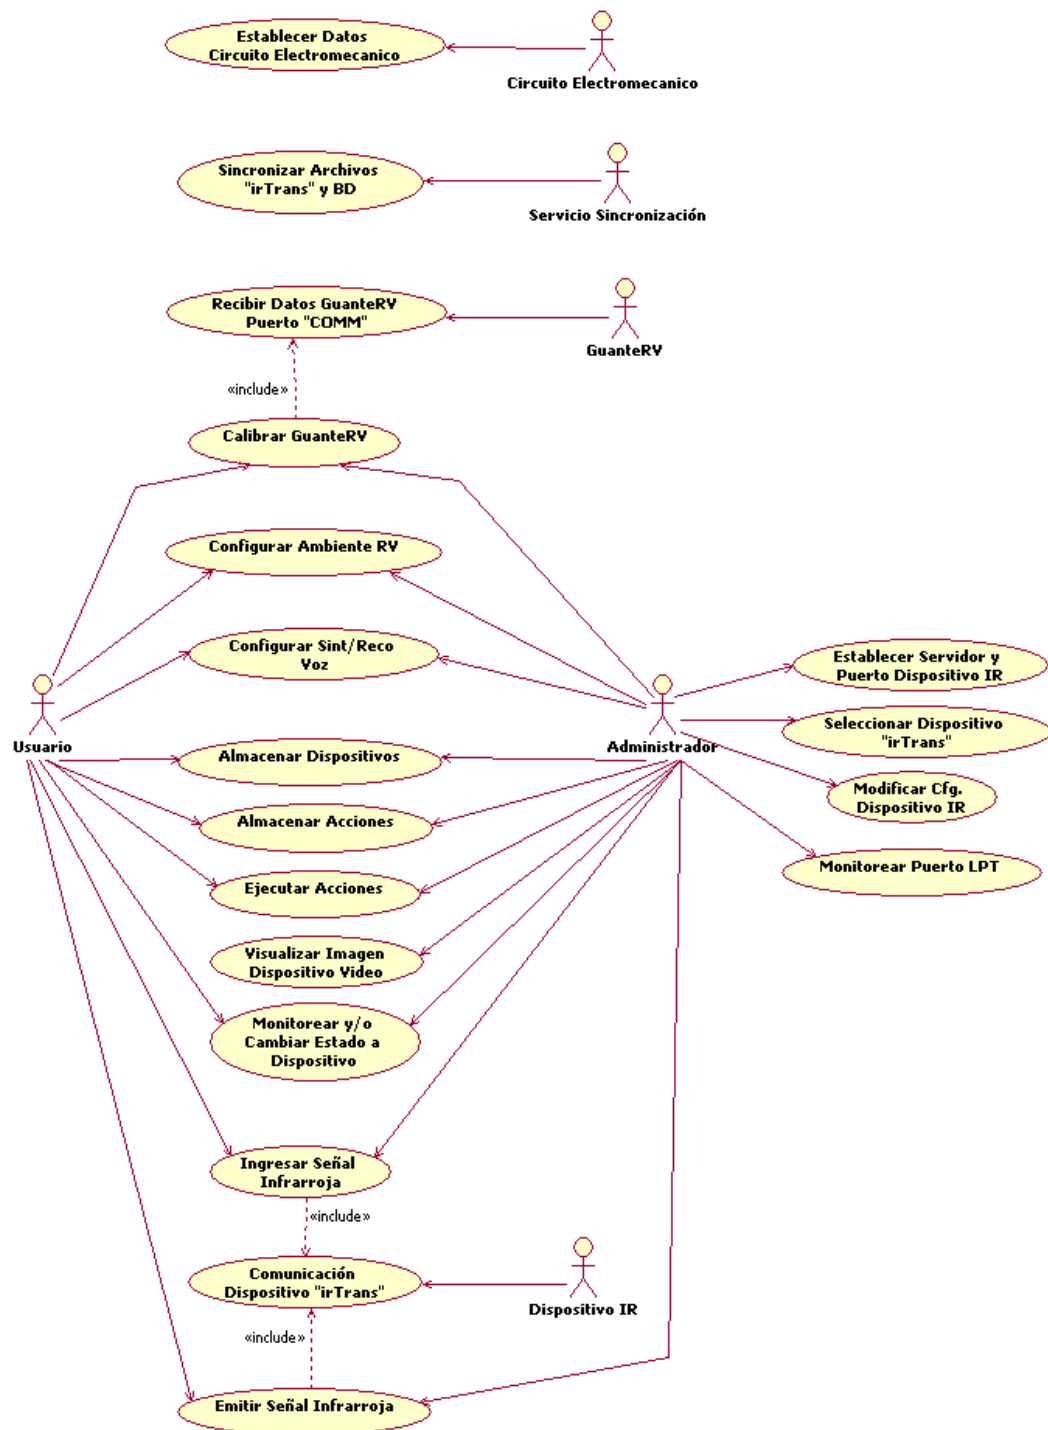 Establecer Datos
Circuito Electromecanico
Circuito Electromecanico
Sincronizar Archivos
"irTrans" y BD
Servicio Sincronización
Recibir Datos GuanteRV
Puerto "COMM"
GuanteRV
«include»
Calibrar GuanteRV
Configurar Ambiente RV
Configurar Sint/Reco
Voz
Establecer Servidor y
Puerto Dispositivo IR
Usuario
Administrador
Seleccionar Dispositivo
"irTrans"
Almacenar Dispositivos
Modificar Cfg.
Dispositivo IR
Almacenar Acciones
Monitorear Puerto LPT
Ejecutar Acciones
Visualizar Imagen
Dispositivo Video
Monitorear y/o
Cambiar Estado a
Dispositivo
Ingresar Señal
Infrarroja
«include»
Comunicación
Dispositivo "irTrans"
Dispositivo IR
«include»
Emitir Señal Infrarroja